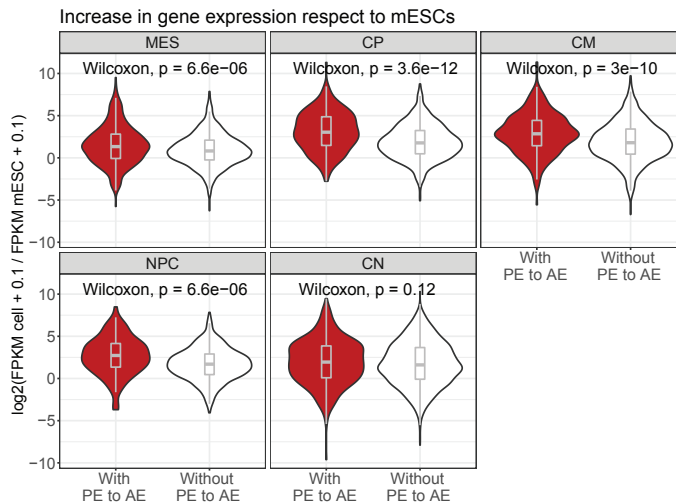 Increase in gene expression respect to mESCs
log2(FPKM cell + 0.1 / FPKM mESC + 0.1)
MES
CP
CM
Wilcoxon, p = 6.6e−06
Wilcoxon, p = 3.6e−12
Wilcoxon, p = 3e−10
10
5
0
−5
−10
With
PE to AE
Without
PE to AE
NPC
CN
Wilcoxon, p = 6.6e−06
Wilcoxon, p = 0.12
10
5
0
−5
−10
With
PE to AE
Without
PE to AE
With
PE to AE
Without
PE to AE